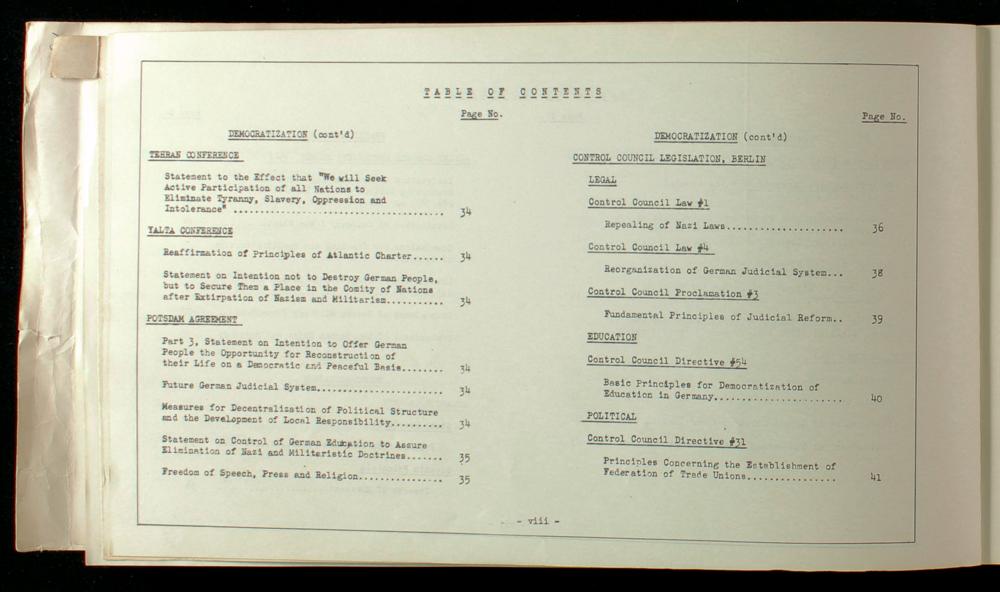 TABLE OF CONTENTS
Page No.
DEMOCRATIZATION (cont'd)
TEHRAN CONFERENCE
Statement to the Effect that "We will Seek
Active Participation of all Nations to
Eliminate Tyranny, Slavery, Oppression and
Intolerance" ..................................... 34
YALTA CONFERENCE
Reaffirmation of Principles of Atlantic Charter...... 34
Statement on Intention not to Destroy German People,
but to Secure Them a Place in the Comity of Nations
after Extirpation of Nazism and Militarism........... 34
POTSDAM AGREEMENT
Part 3, Statement on Intention to Offer German
People the Opportunity for Reconstruction of
their Life on a Democratic and Peaceful Basis........ 34
Future German Judicial System...................... 34
Measures for Decentralization of Political Structure
and the Development of Local Responsibility.......... 34
Statement on Control of German Education to Assure
Elimination of Nazi and Militaristic Doctrines....... 35
Freedom of Speech, Press and Religion................ 35
Page No.
DEMOCRATIZATION (cont'd)
CONTROL COUNCIL LEGISLATION, BERLIN
LEGAL
Control Council Law #1
Repealing of Nazi Laws.................... 36
Control Council Law #4
Reorganization of German Judicial System... 38
Control Council Proclamation #3
Fundamental Principles of Judicial Reform.. 39
EDUCATION
Control Council Directive #54
Basic Principles for Democratization of
Education in Germany...................... 40
POLITICAL
Control Council Directive #31
Principles Concerning the Establishment of
Federation of Trade Unions................ 41
- viii -